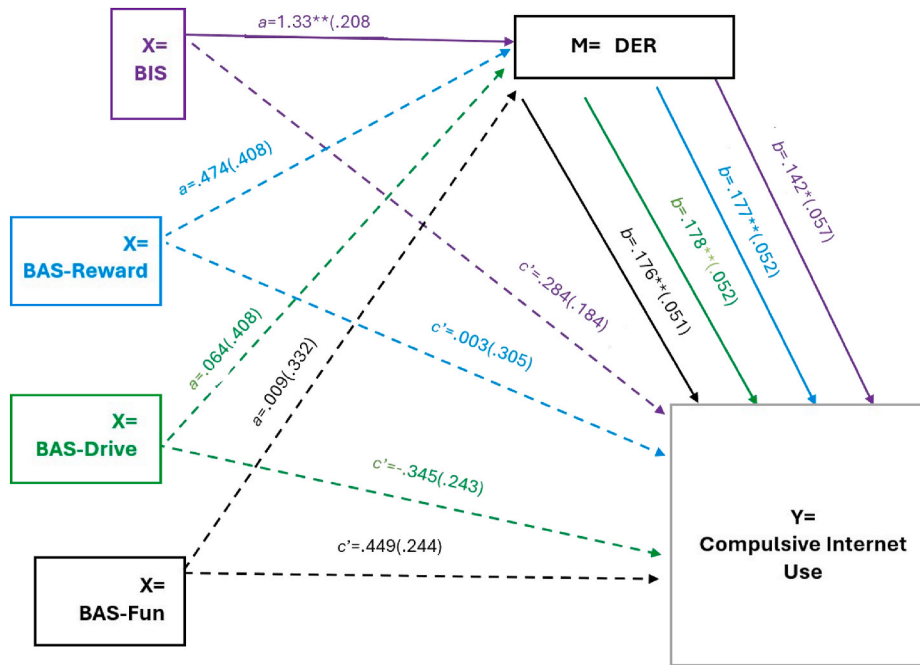 a=1.33**(.208
X=
BIS
M= DER
a=.474(.408)
b=.142*(.057)
b=.177**(.052)
b=.178**(.052)
b=.176**(.051)
X=
BAS-Reward
c'=.284(.184)
c'=.003(.305)
a=.064(.408)
a=.009(.332)
X=
BAS-Drive
c'=-.345(.243)
Y=
Compulsive Internet
Use
c'=.449(.244)
X=
BAS-Fun